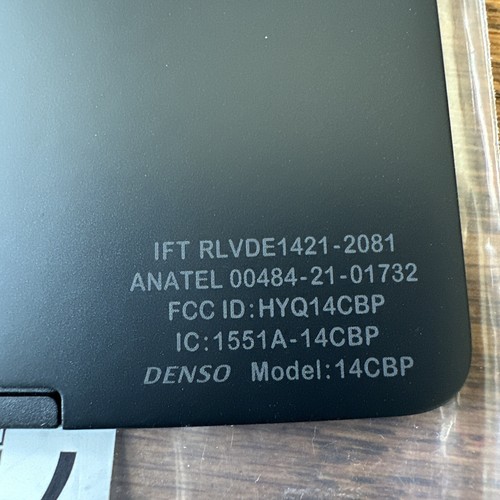 IFT RLVDE1421-2081
ANATEL 00484-21-01732
FCC ID:HYQ14CBP
IC:1551A-14CBP
DENSO Model:14CBP